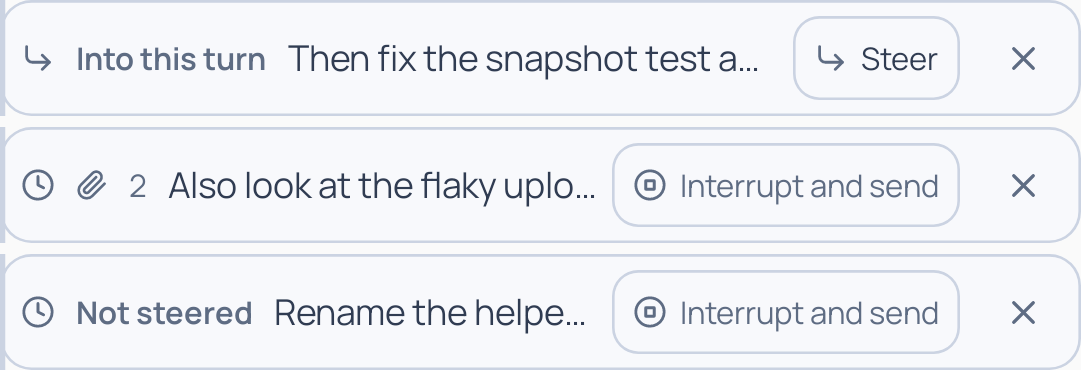 Into this turn Then fix the snapshot test a... Steer
2 Also look at the flaky uplo... Interrupt and send
Not steered Rename the helpe... Interrupt and send